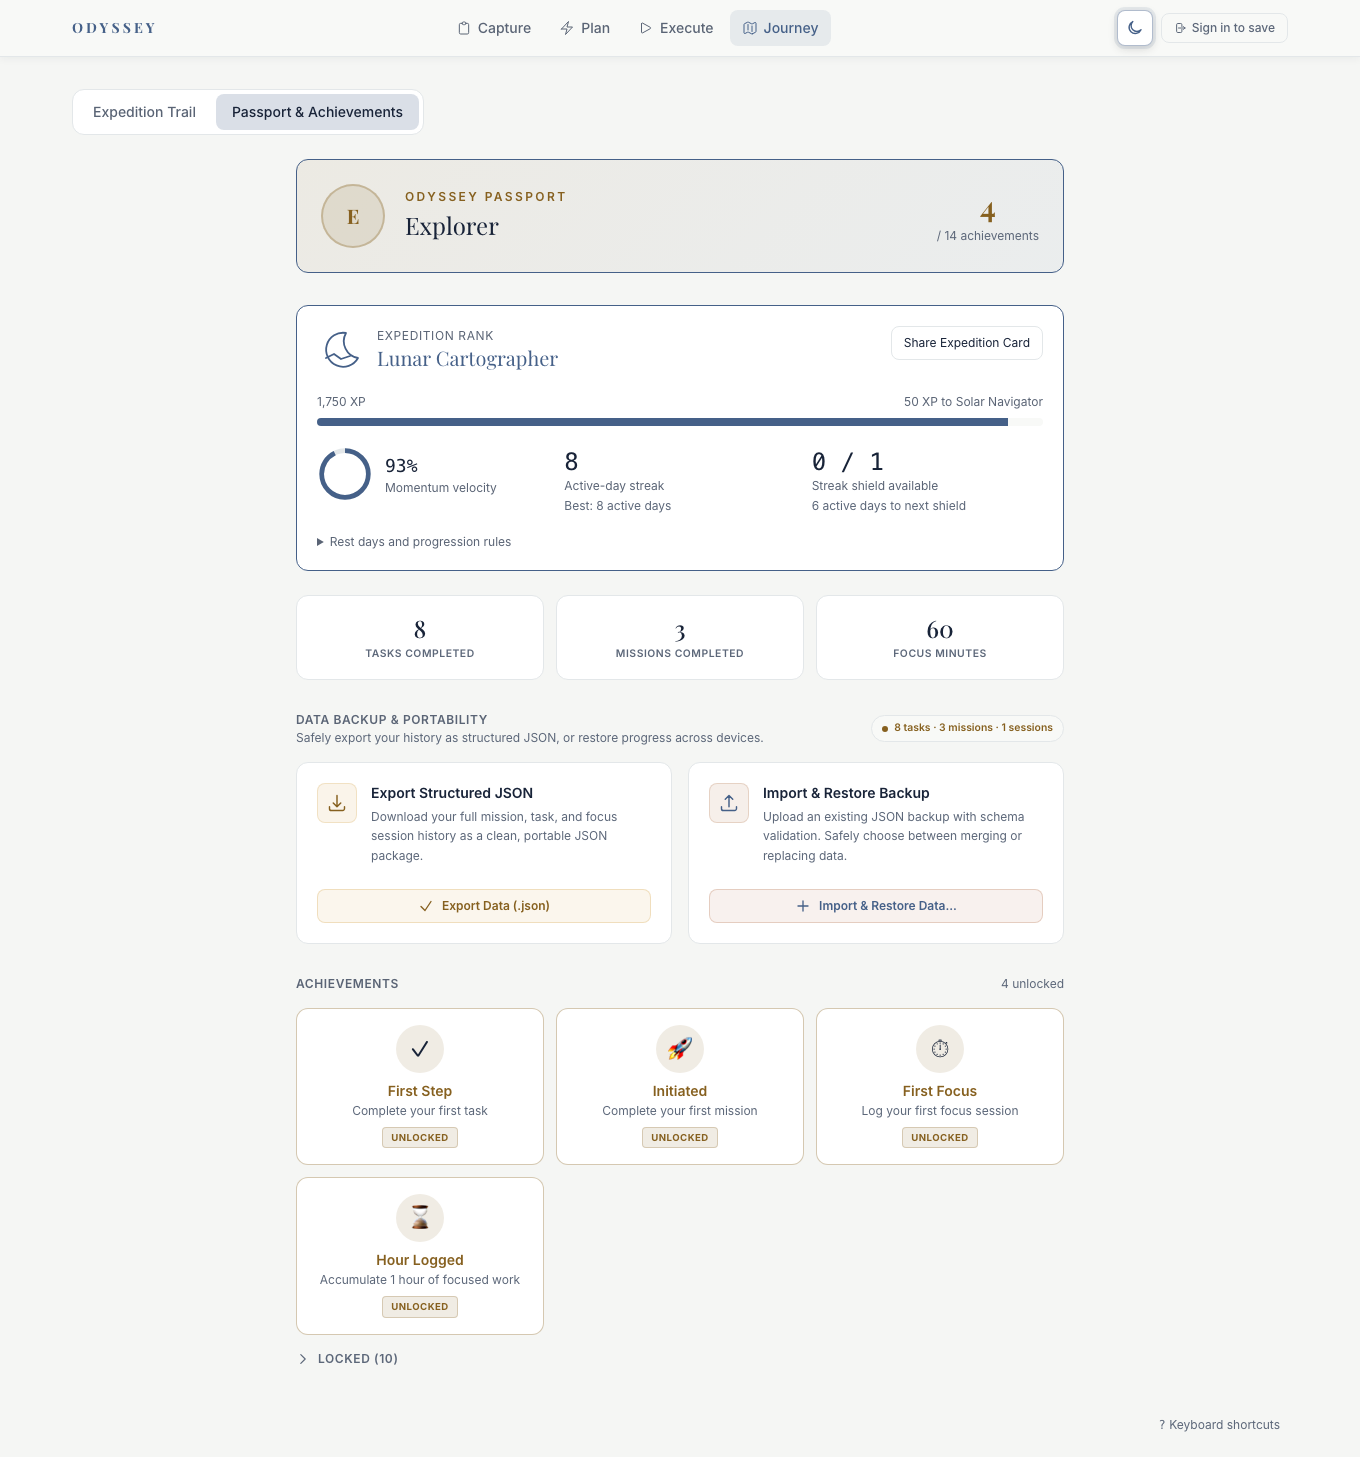 ODYSSEY
Capture
Plan
Execute
Journey
Sign in to save
Expedition Trail
Passport & Achievements
E
ODYSSEY PASSPORT
Explorer
4
/ 14 achievements
EXPEDITION RANK
Lunar Cartographer
Share Expedition Card
1,750 XP
50 XP to Solar Navigator
93%
Momentum velocity
8
Active-day streak
Best: 8 active days
0 / 1
Streak shield available
6 active days to next shield
Rest days and progression rules
8
TASKS COMPLETED
3
MISSIONS COMPLETED
60
FOCUS MINUTES
DATA BACKUP & PORTABILITY
Safely export your history as structured JSON, or restore progress across devices.
8 tasks · 3 missions · 1 sessions
Export Structured JSON
Download your full mission, task, and focus
session history as a clean, portable JSON
package.
Export Data (.json)
Import & Restore Backup
Upload an existing JSON backup with schema
validation. Safely choose between merging or
replacing data.
Import & Restore Data...
ACHIEVEMENTS
4 unlocked
First Step
Complete your first task
UNLOCKED
Initiated
Complete your first mission
UNLOCKED
First Focus
Log your first focus session
UNLOCKED
Hour Logged
Accumulate 1 hour of focused work
UNLOCKED
LOCKED (10)
? Keyboard shortcuts